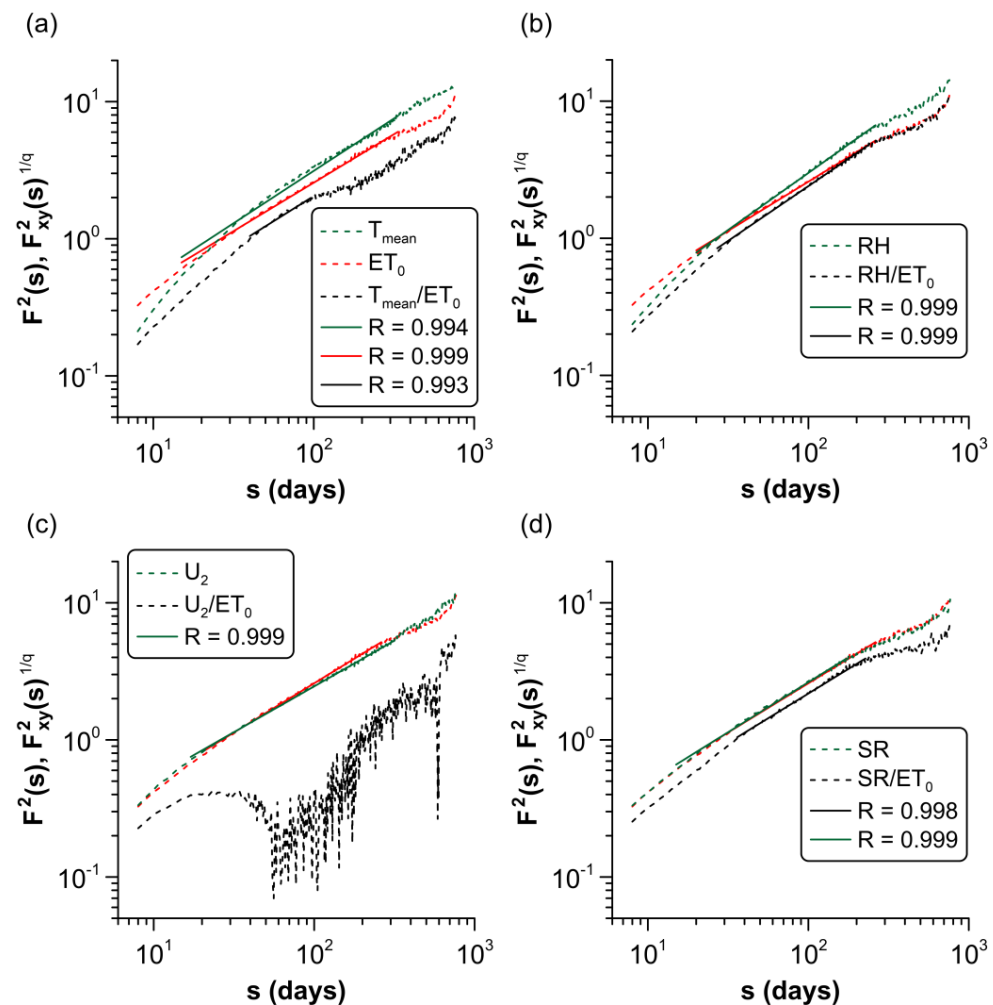 (a)
F²(s), F²xy(s)^1/q
10¹
10⁰
10⁻¹
Tmean
ET₀
Tmean/ET₀
R = 0.994
R = 0.999
R = 0.993
10¹ 10² 10³
s (days)
(b)
F²(s), F²xy(s)^1/q
10¹
10⁰
10⁻¹
RH
RH/ET₀
R = 0.999
R = 0.999
10¹ 10² 10³
s (days)
(c)
F²(s), F²xy(s)^1/q
U₂
U₂/ET₀
R = 0.999
10¹
10⁰
10⁻¹
10¹ 10² 10³
s (days)
(d)
F²(s), F²xy(s)^1/q
10¹
10⁰
10⁻¹
SR
SR/ET₀
R = 0.998
R = 0.999
10¹ 10² 10³
s (days)